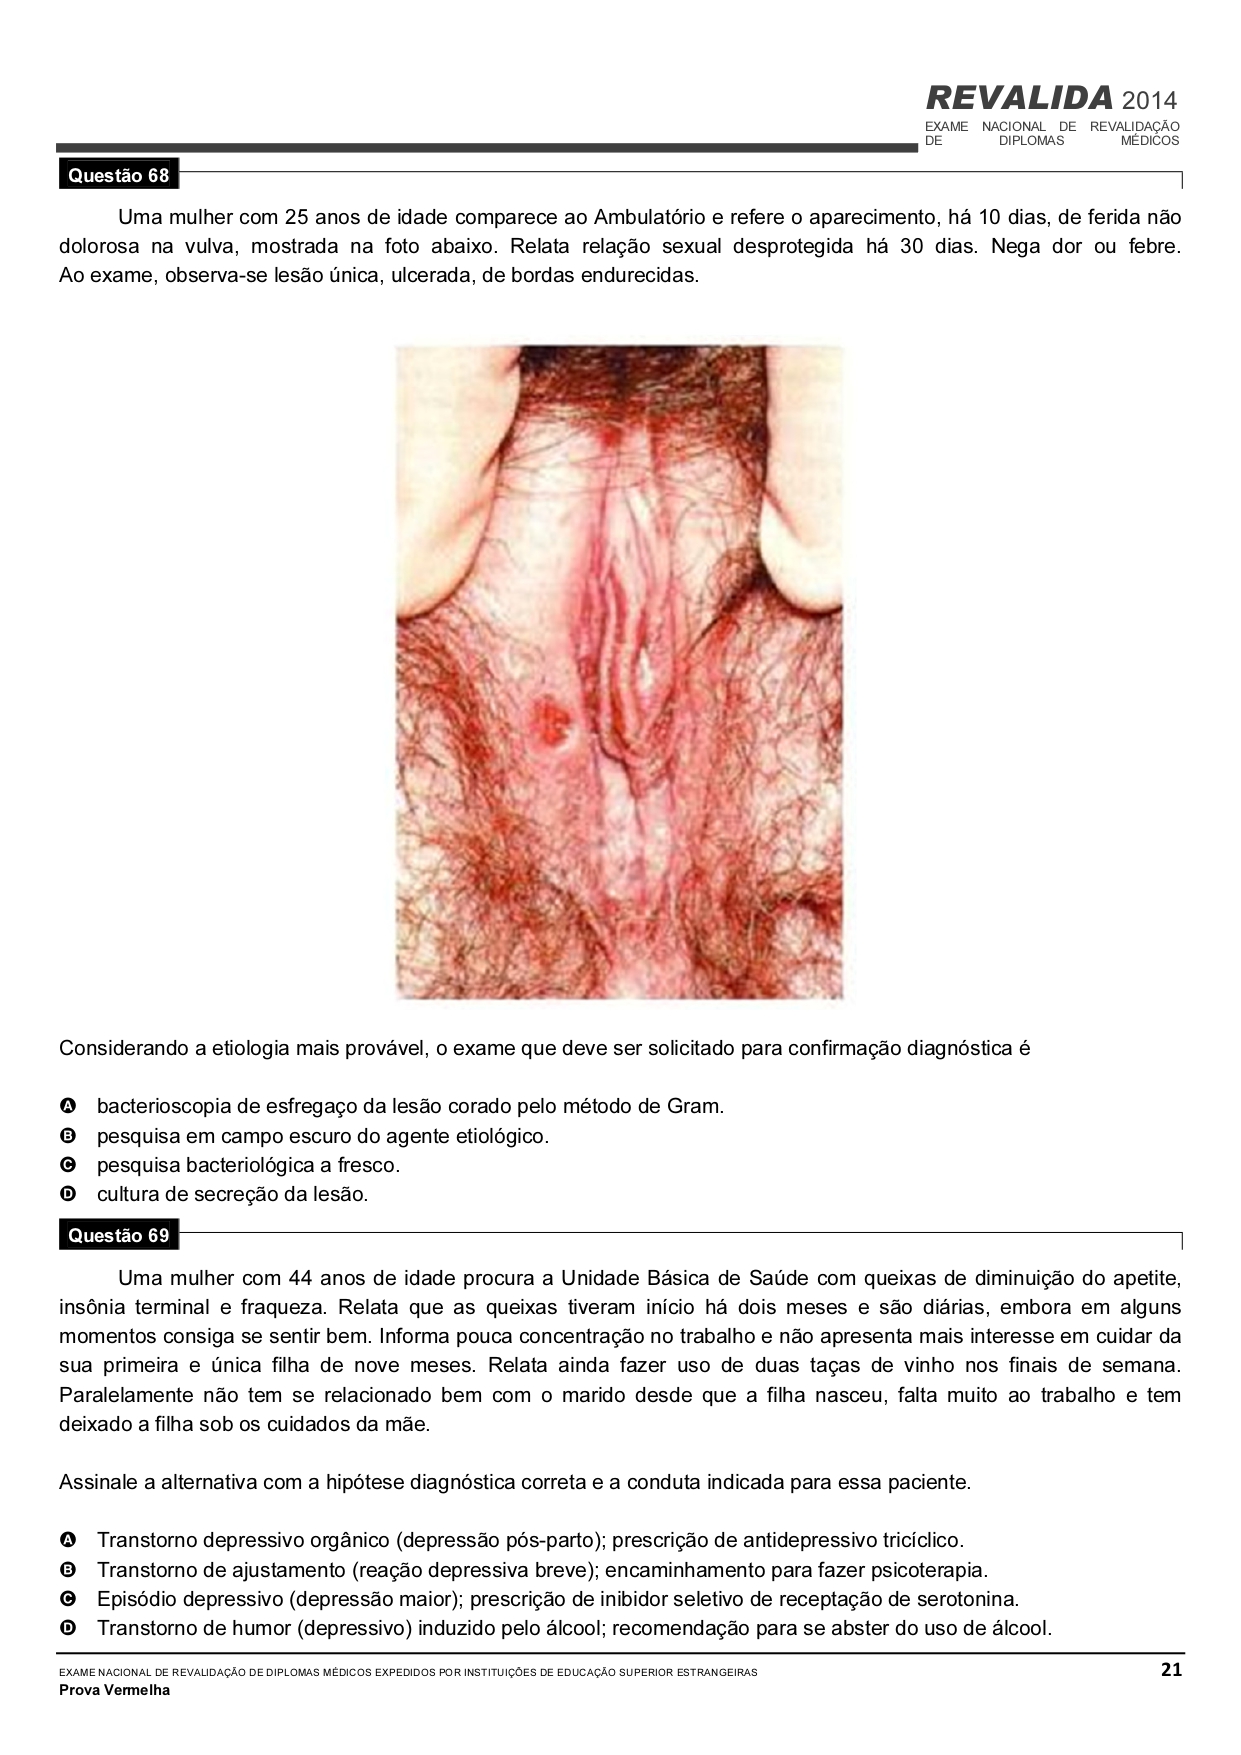 REVALIDA 2014
EXAME NACIONAL DE REVALIDAÇÃO
DE DIPLOMAS MÉDICOS
Questão 68
Uma mulher com 25 anos de idade comparece ao Ambulatório e refere o aparecimento, há 10 dias, de ferida não
dolorosa na vulva, mostrada na foto abaixo. Relata relação sexual desprotegida há 30 dias. Nega dor ou febre.
Ao exame, observa-se lesão única, ulcerada, de bordas endurecidas.
Considerando a etiologia mais provável, o exame que deve ser solicitado para confirmação diagnóstica é
A bacterioscopia de esfregaço da lesão corado pelo método de Gram.
B pesquisa em campo escuro do agente etiológico.
C pesquisa bacteriológica a fresco.
D cultura de secreção da lesão.
Questão 69
Uma mulher com 44 anos de idade procura a Unidade Básica de Saúde com queixas de diminuição do apetite,
insônia terminal e fraqueza. Relata que as queixas tiveram início há dois meses e são diárias, embora em alguns
momentos consiga se sentir bem. Informa pouca concentração no trabalho e não apresenta mais interesse em cuidar da
sua primeira e única filha de nove meses. Relata ainda fazer uso de duas taças de vinho nos finais de semana.
Paralelamente não tem se relacionado bem com o marido desde que a filha nasceu, falta muito ao trabalho e tem
deixado a filha sob os cuidados da mãe.
Assinale a alternativa com a hipótese diagnóstica correta e a conduta indicada para essa paciente.
A Transtorno depressivo orgânico (depressão pós-parto); prescrição de antidepressivo tricíclico.
B Transtorno de ajustamento (reação depressiva breve); encaminhamento para fazer psicoterapia.
C Episódio depressivo (depressão maior); prescrição de inibidor seletivo de receptação de serotonina.
D Transtorno de humor (depressivo) induzido pelo álcool; recomendação para se abster do uso de álcool.
EXAME NACIONAL DE REVALIDAÇÃO DE DIPLOMAS MÉDICOS EXPEDIDOS POR INSTITUIÇÕES DE EDUCAÇÃO SUPERIOR ESTRANGEIRAS 21
Prova Vermelha